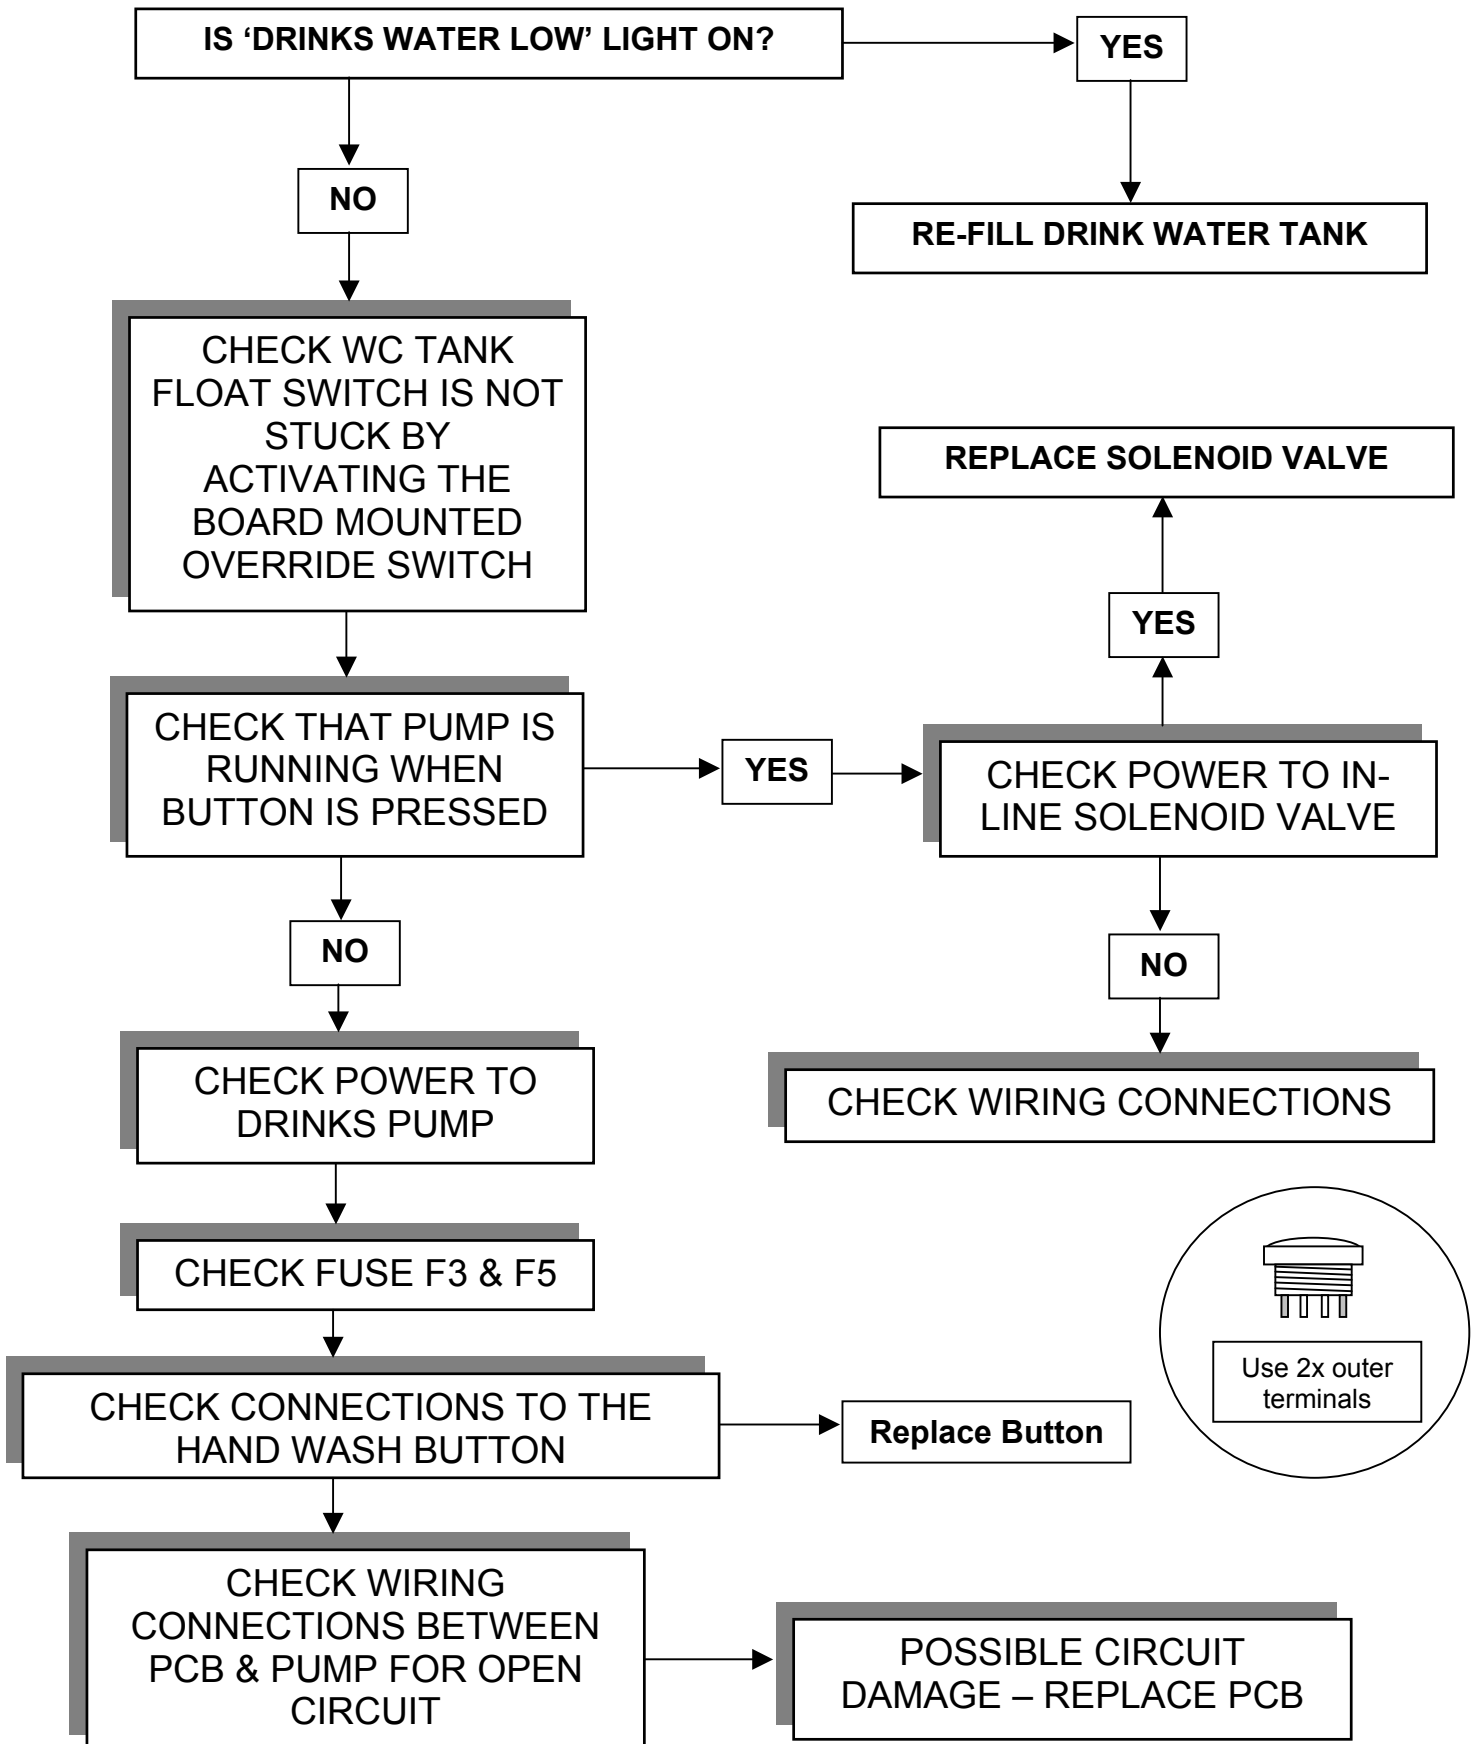 IS ‘DRINKS WATER LOW’ LIGHT ON?
YES
NO
RE-FILL DRINK WATER TANK
CHECK WC TANK
FLOAT SWITCH IS NOT
STUCK BY
ACTIVATING THE
BOARD MOUNTED
OVERRIDE SWITCH
REPLACE SOLENOID VALVE
YES
CHECK THAT PUMP IS
RUNNING WHEN
BUTTON IS PRESSED
YES
CHECK POWER TO IN-
LINE SOLENOID VALVE
NO
NO
CHECK POWER TO
DRINKS PUMP
CHECK WIRING CONNECTIONS
CHECK FUSE F3 & F5
Use 2x outer
terminals
CHECK CONNECTIONS TO THE
HAND WASH BUTTON
Replace Button
CHECK WIRING
CONNECTIONS BETWEEN
PCB & PUMP FOR OPEN
CIRCUIT
POSSIBLE CIRCUIT
DAMAGE – REPLACE PCB